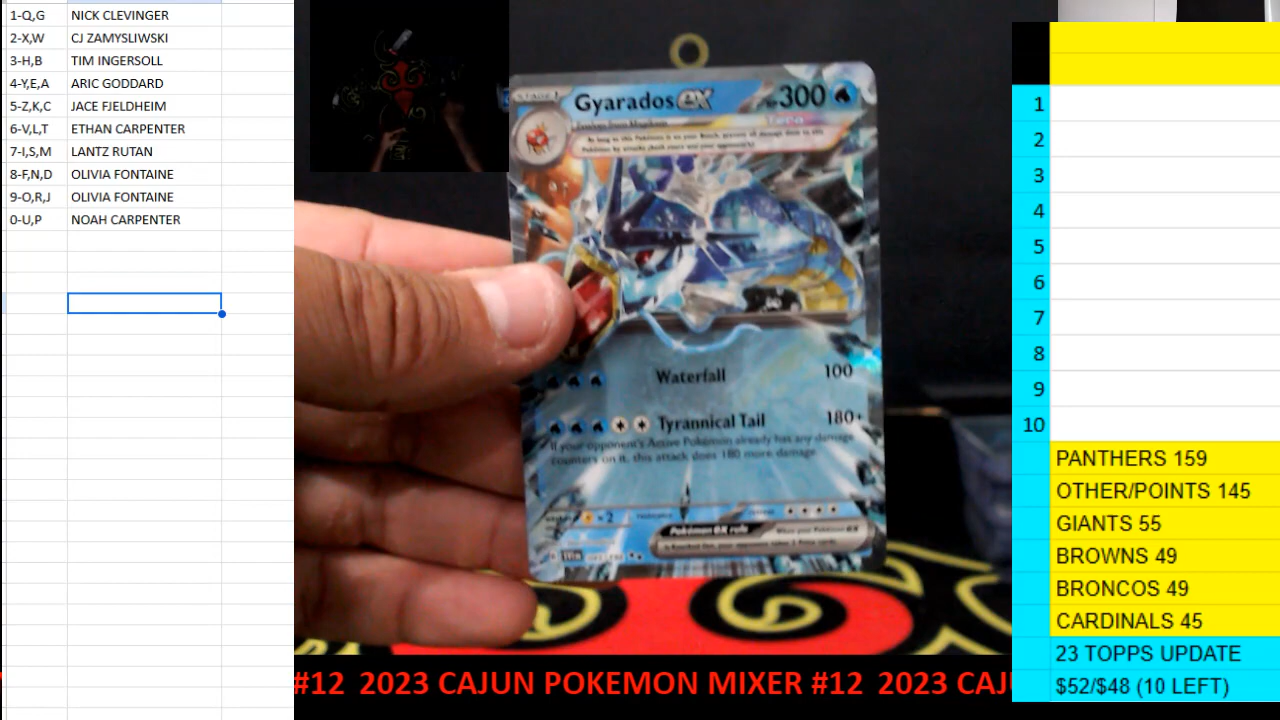 1-Q,G NICK CLEVINGER
2-X,W CJ ZAMYSLIWSKI
3-H,B TIM INGERSOLL
4-Y,E,A ARIC GODDARD
5-Z,K,C JACE FJELDHEIM
6-V,L,T ETHAN CARPENTER
7-I,S,M LANTZ RUTAN
8-F,N,D OLIVIA FONTAINE
9-O,R,J OLIVIA FONTAINE
0-U,P NOAH CARPENTER
Gyarados ex 300
Waterfall 100
Tyrannical Tail 180+
If your opponent's Active Pokémon already has any damage
counters on it, this attack does 180 more damage.
×2
Pokémon ex rule
#12 2023 CAJUN POKEMON MIXER #12 2023 CAJ
1
2
3
4
5
6
7
8
9
10
PANTHERS 159
OTHER/POINTS 145
GIANTS 55
BROWNS 49
BRONCOS 49
CARDINALS 45
23 TOPPS UPDATE
$52/$48 (10 LEFT)